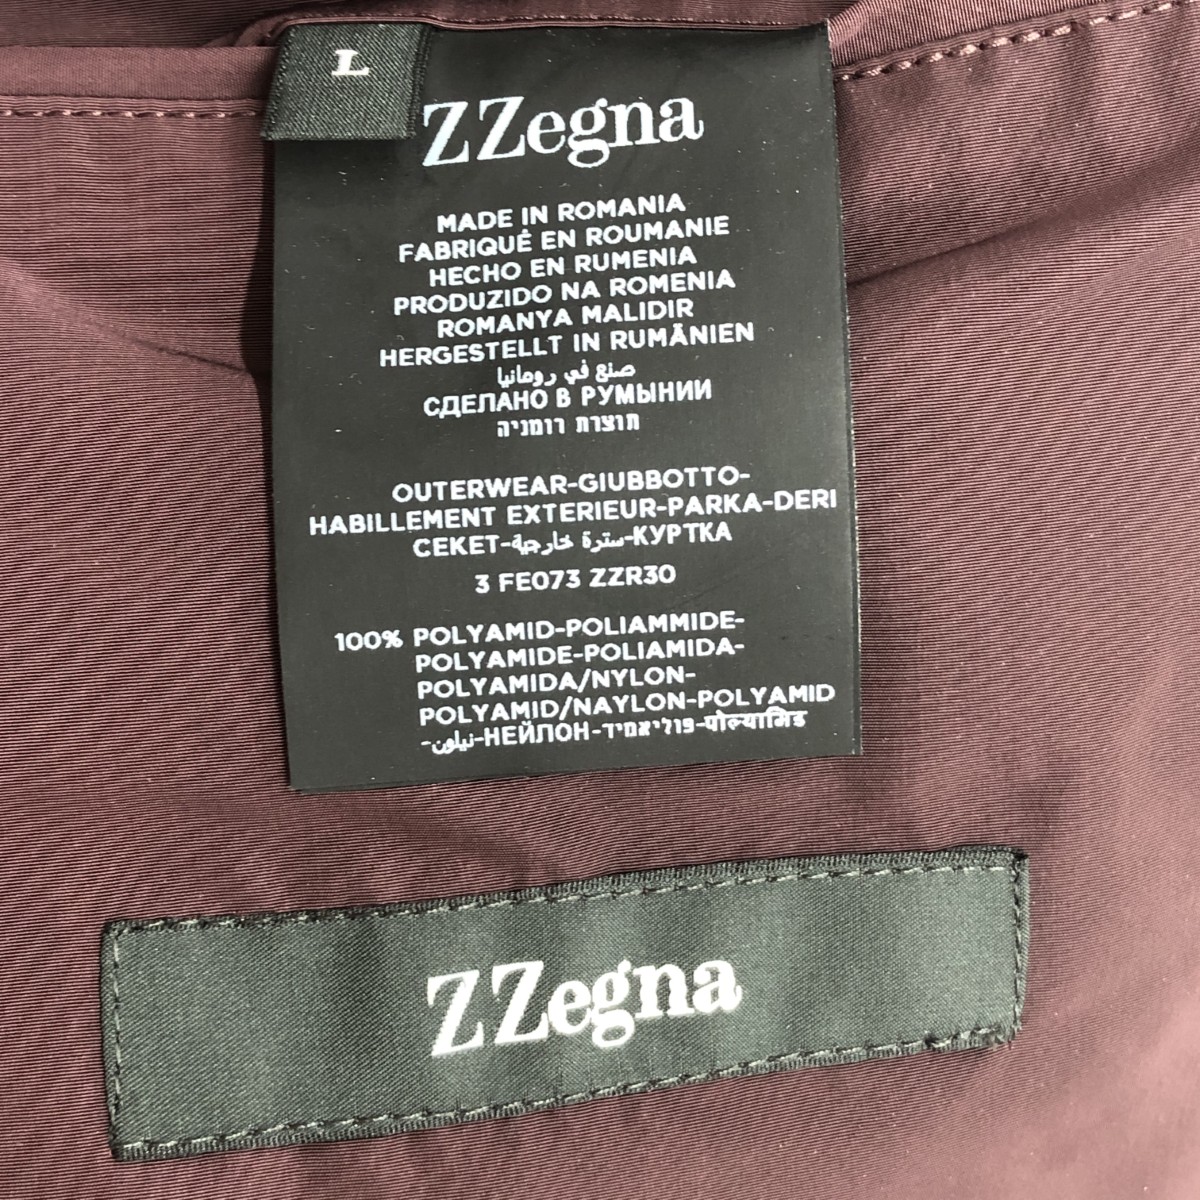 L
Z Zegna
MADE IN ROMANIA
FABRIQUÉ EN ROUMANIE
HECHO EN RUMENIA
PRODUZIDO NA ROMENIA
ROMANYA MALIDIR
HERGESTELLT IN RUMÄNIEN
صنع في رومانيا
СДЕЛАНО В РУМЫНИИ
תוצרת רומניה
OUTERWEAR-GIUBBOTTO-
HABILLEMENT EXTERIEUR-PARKA-DERI
CEKET-سترة خارجية-КУРТКА
3 FE073 ZZR30
100% POLYAMID-POLIAMMIDE-
POLYAMIDE-POLIAMIDA-
POLYAMIDA/NYLON-
POLYAMID/NAYLON-POLYAMID
-نيلون-НЕЙЛОН-פוליאמיד-पोल्यामिड
Z Zegna